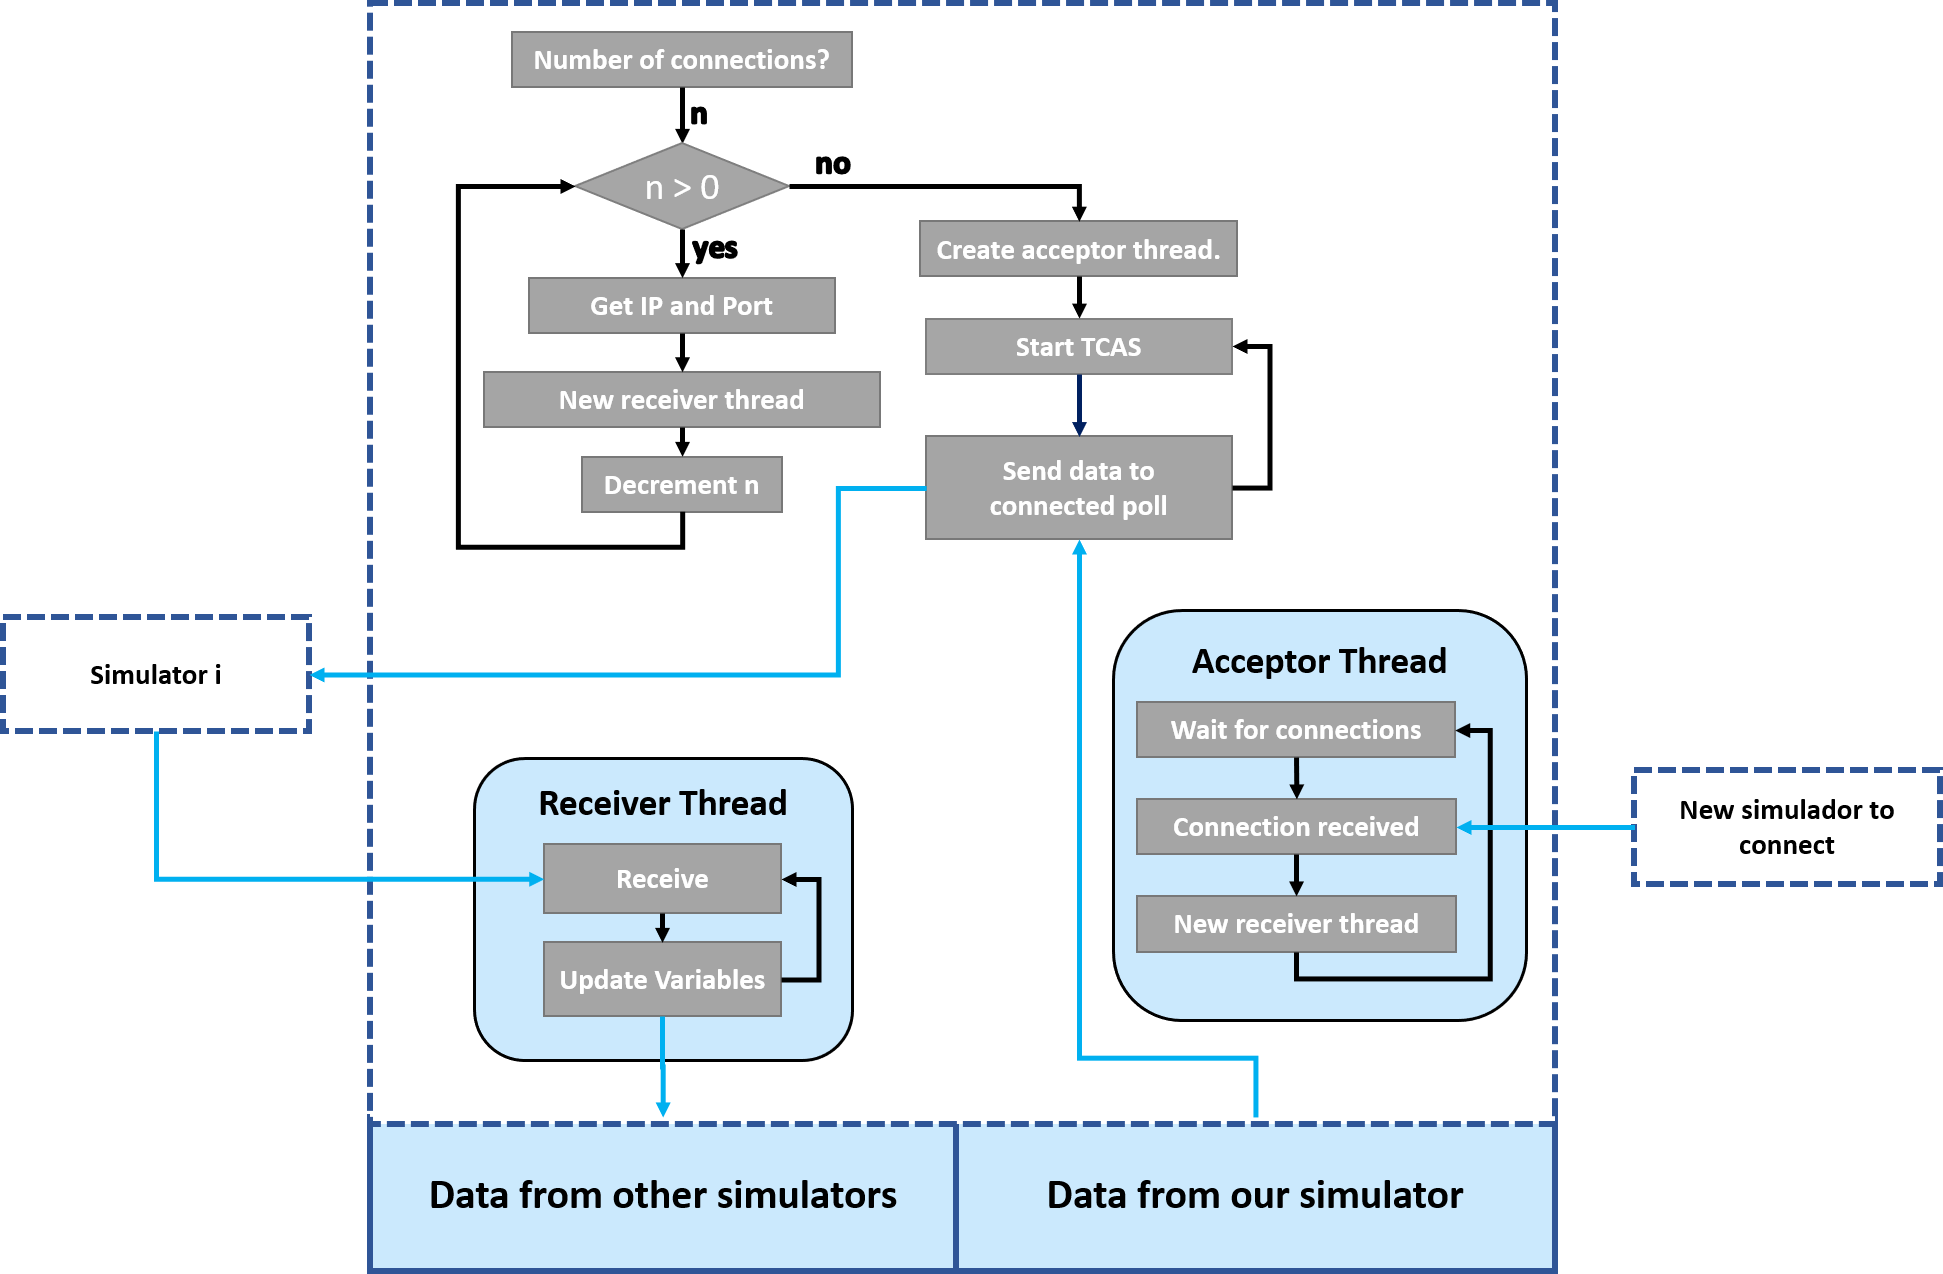 Number of connections?
n
n > 0
no
yes
Get IP and Port
New receiver thread
Decrement n
Create acceptor thread.
Start TCAS
Send data to
connected poll
Simulator i
Receiver Thread
Receive
Update Variables
Acceptor Thread
Wait for connections
Connection received
New receiver thread
New simulador to
connect
Data from other simulators
Data from our simulator